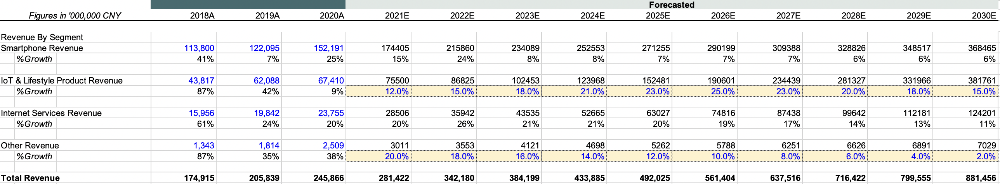 Forecasted
Figures in '000,000 CNY 2018A 2019A 2020A 2021E 2022E 2023E 2024E 2025E 2026E 2027E 2028E 2029E 2030E
Revenue By Segment
Smartphone Revenue 113,800 122,095 152,191 174405 215860 234089 252553 271255 290199 309388 328826 348517 368465
%Growth 41% 7% 25% 15% 24% 8% 8% 7% 7% 7% 6% 6% 6%
IoT & Lifestyle Product Revenue 43,817 62,088 67,410 75500 86825 102453 123968 152481 190601 234439 281327 331966 381761
%Growth 87% 42% 9% 12.0% 15.0% 18.0% 21.0% 23.0% 25.0% 23.0% 20.0% 18.0% 15.0%
Internet Services Revenue 15,956 19,842 23,755 28506 35942 43535 52665 63027 74816 87438 99642 112181 124201
%Growth 61% 24% 20% 20% 26% 21% 21% 20% 19% 17% 14% 13% 11%
Other Revenue 1,343 1,814 2,509 3011 3553 4121 4698 5262 5788 6251 6626 6891 7029
%Growth 87% 35% 38% 20.0% 18.0% 16.0% 14.0% 12.0% 10.0% 8.0% 6.0% 4.0% 2.0%
Total Revenue 174,915 205,839 245,866 281,422 342,180 384,199 433,885 492,025 561,404 637,516 716,422 799,555 881,456